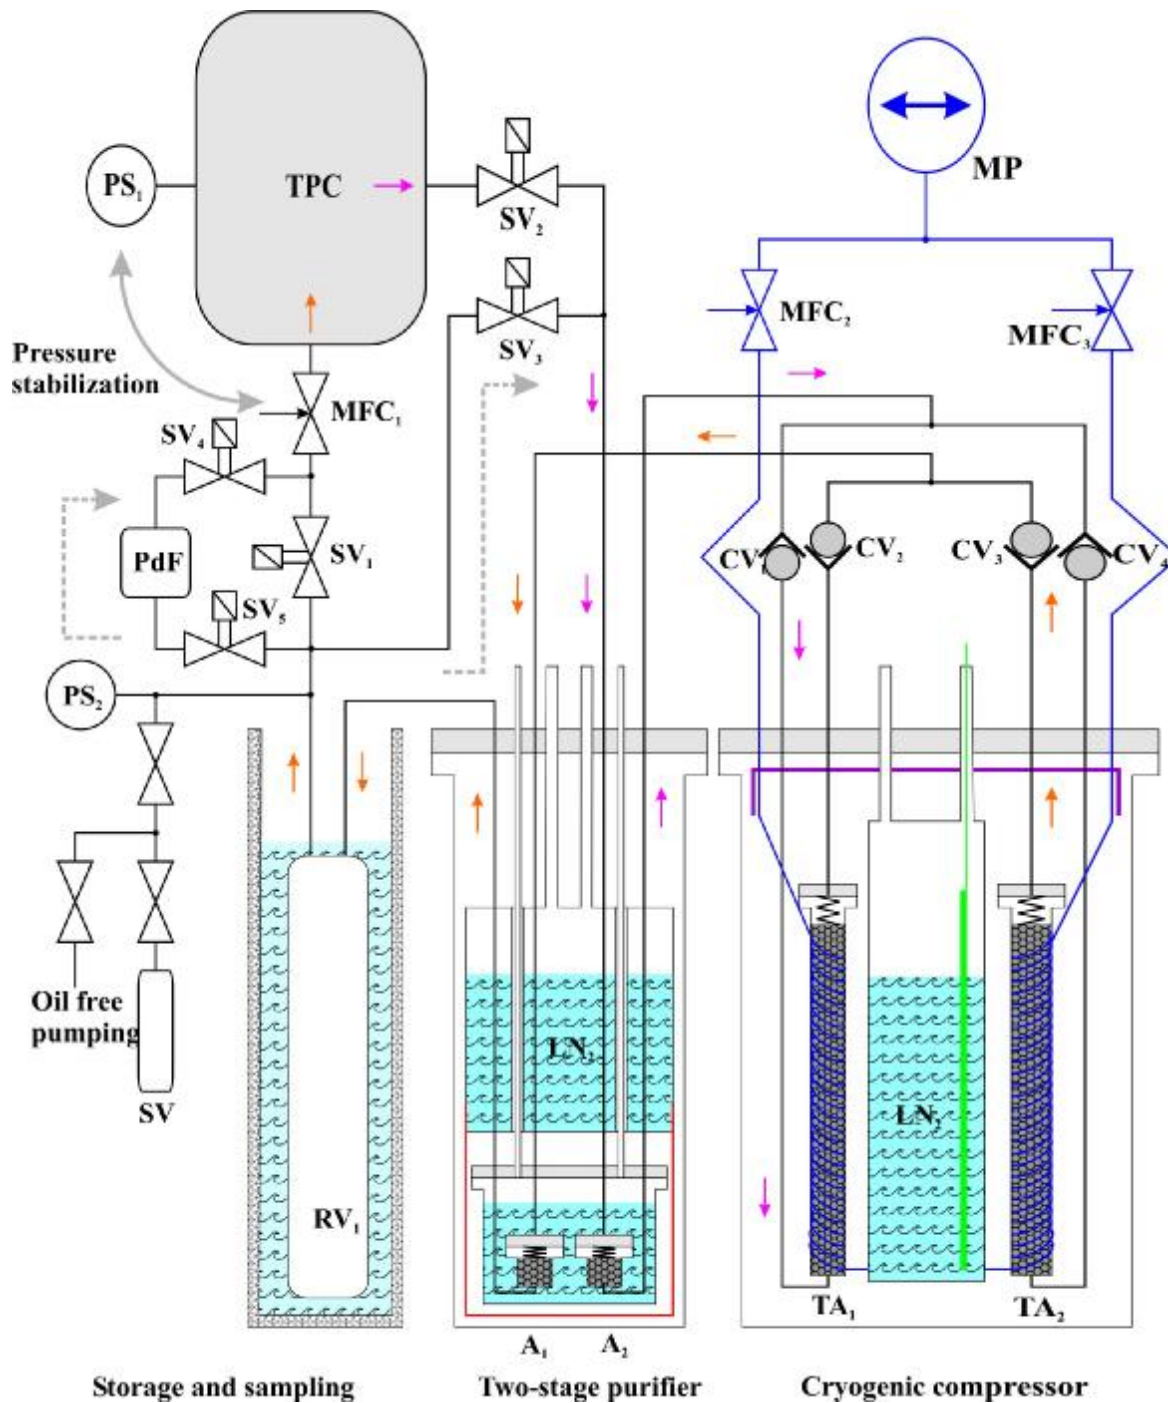 TPC
PS₁
SV₂
MP
SV₃
MFC₂
MFC₃
Pressure
stabilization
MFC₁
SV₄
PdF
SV₁
SV₅
CV₁
CV₂
CV₃
CV₄
PS₂
Oil free
pumping
SV
LN₂
LN₂
RV₁
TA₁
TA₂
A₁
A₂
Storage and sampling
Two-stage purifier
Cryogenic compressor